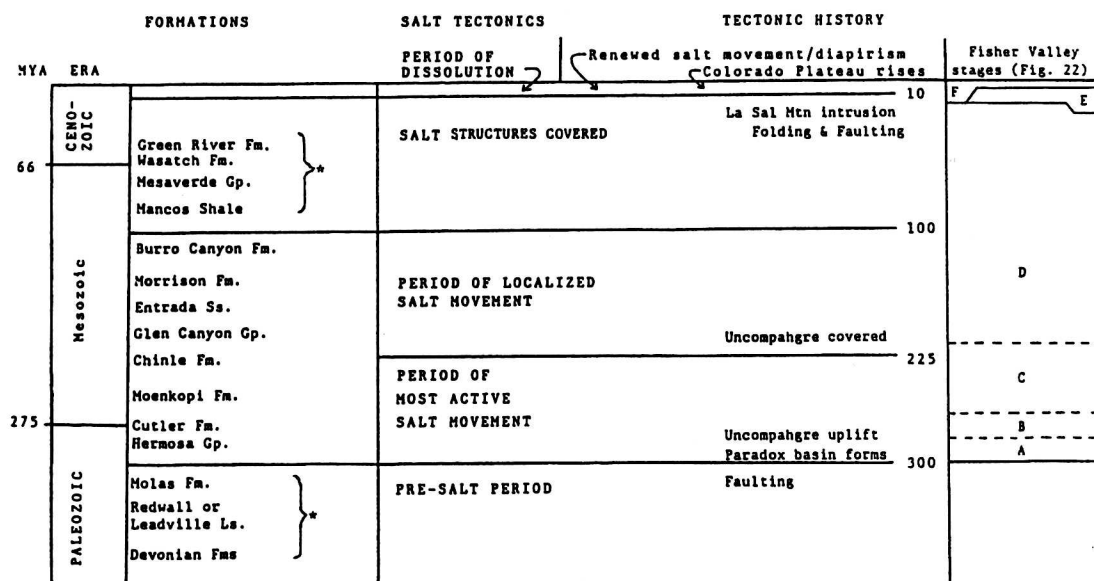 FORMATIONS SALT TECTONICS TECTONIC HISTORY
MYA ERA
PERIOD OF
DISSOLUTION
Renewed salt movement/diapirism
Colorado Plateau rises
Fisher Valley
stages (Fig. 22)
10
F
E
CENO-
ZOIC
La Sal Mtn intrusion
Folding & Faulting
SALT STRUCTURES COVERED
Green River Fm.
Wasatch Fm.
Mesaverde Gp.
Mancos Shale
*
66
100
Mesozoic
Burro Canyon Fm.
Morrison Fm.
Entrada Ss.
Glen Canyon Gp.
Chinle Fm.
Moenkopi Fm.
PERIOD OF LOCALIZED
SALT MOVEMENT
Uncompahgre covered
D
225
PERIOD OF
MOST ACTIVE
SALT MOVEMENT
C
275
Cutler Fm.
Hermosa Gp.
Uncompahgre uplift
Paradox basin forms
B
A
300
PALEOZOIC
Molas Fm.
Redwall or
Leadville Ls.
Devonian Fms
*
PRE-SALT PERIOD
Faulting